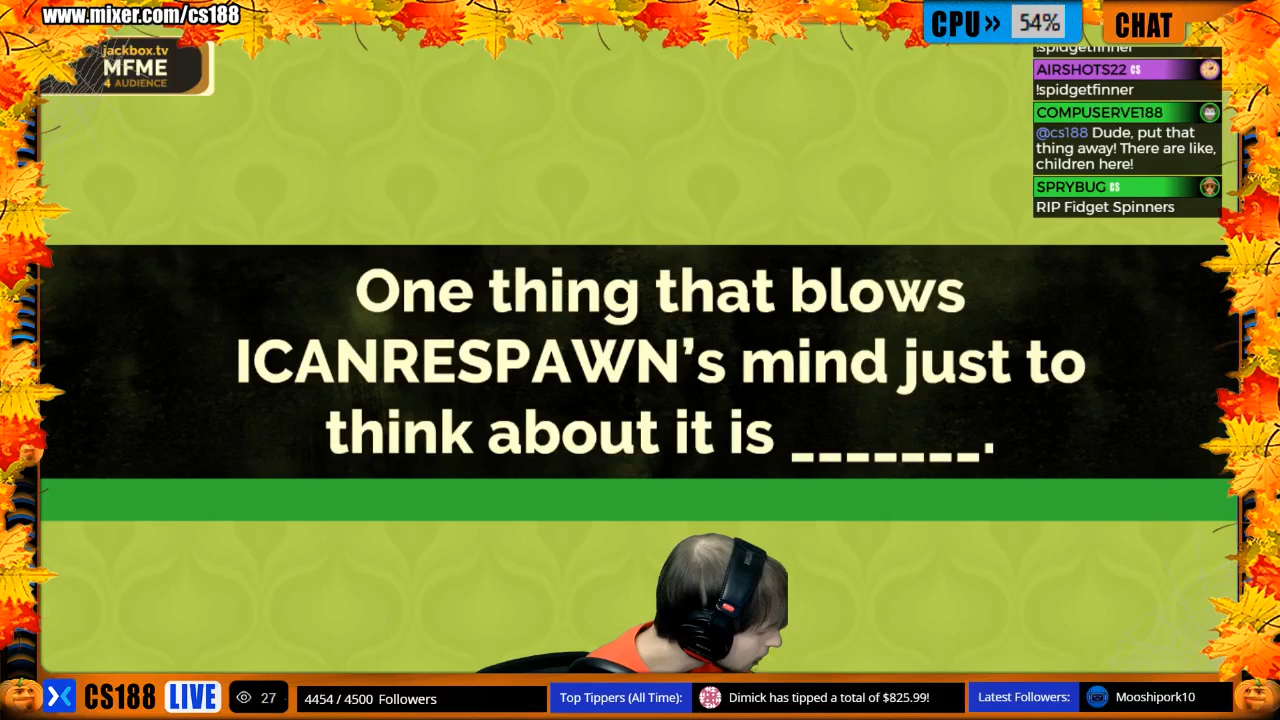 www.mixer.com/cs188
CPU» 54%
CHAT
jackbox.tv
MFME
4 AUDIENCE
!spidgetfinner
AIRSHOTS22 CS
!spidgetfinner
COMPUSERVE188
@cs188 Dude, put that
thing away! There are like,
children here!
SPRYBUG CS
RIP Fidget Spinners
One thing that blows
ICANRESPAWN’s mind just to
think about it is _______.
CS188 LIVE
27
4454 / 4500 Followers
Top Tippers (All Time):
Dimick has tipped a total of $825.99!
Latest Followers:
Mooshipork10